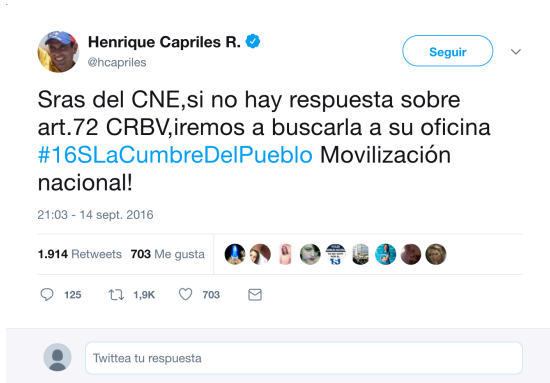 Henrique Capriles R.
@hcapriles
Seguir
Sras del CNE,si no hay respuesta sobre
art.72 CRBV,iremos a buscarla a su oficina
#16SLaCumbreDelPueblo Movilización
nacional!
21:03 - 14 sept. 2016
1.914 Retweets 703 Me gusta
125 1,9K 703
Twittea tu respuesta